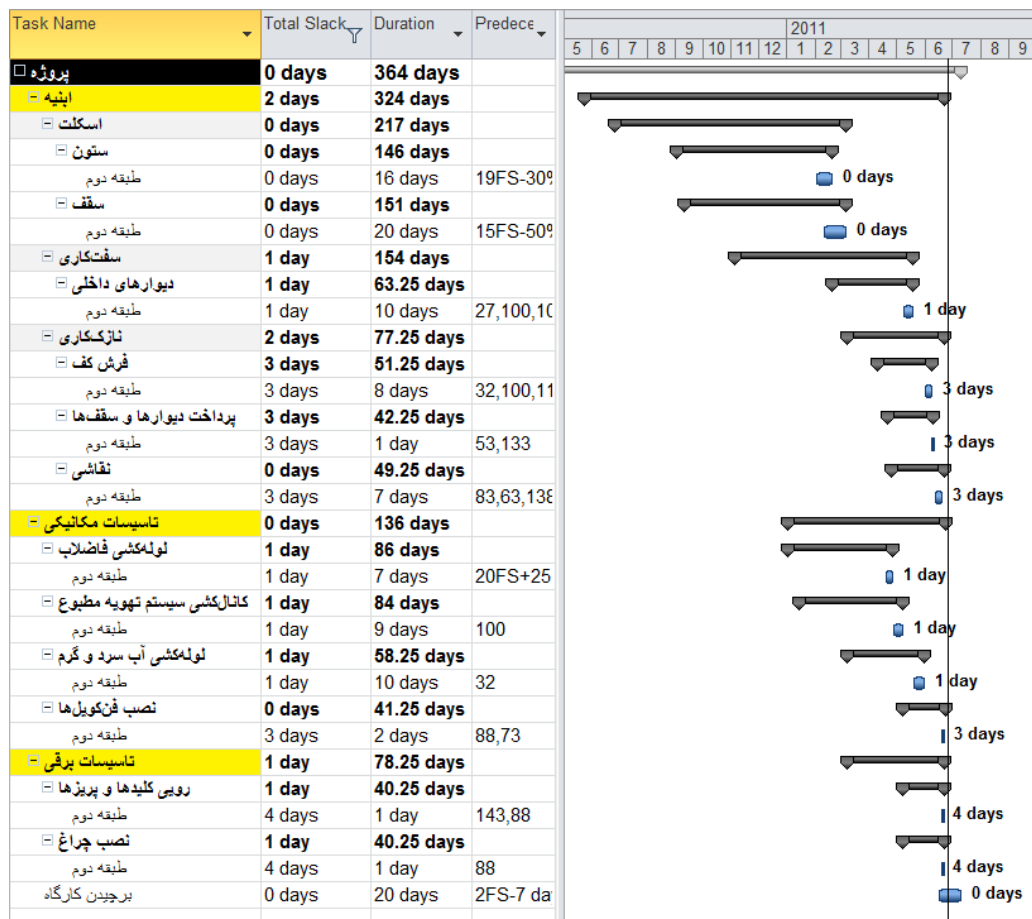 Task Name Total Slack Duration Predece
2011
5 6 7 8 9 10 11 12 1 2 3 4 5 6 7 8 9
پروژه 0 days 364 days
ابنیه 2 days 324 days
اسکلت 0 days 217 days
ستون 0 days 146 days
طبقه دوم 0 days 16 days 19FS-30% 0 days
سقف 0 days 151 days
طبقه دوم 0 days 20 days 15FS-50% 0 days
سفت‌کاری 1 day 154 days
دیوارهای داخلی 1 day 63.25 days
طبقه دوم 1 day 10 days 27,100,10 1 day
نازک‌کاری 2 days 77.25 days
فرش کف 3 days 51.25 days
طبقه دوم 3 days 8 days 32,100,11 3 days
پرداخت دیوارها و سقف‌ها 3 days 42.25 days
طبقه دوم 3 days 1 day 53,133 3 days
نقاشی 0 days 49.25 days
طبقه دوم 3 days 7 days 83,63,138 3 days
تاسیسات مکانیکی 0 days 136 days
لوله‌کشی فاضلاب 1 day 86 days
طبقه دوم 1 day 7 days 20FS+25 1 day
کانال‌کشی سیستم تهویه مطبوع 1 day 84 days
طبقه دوم 1 day 9 days 100 1 day
لوله‌کشی آب سرد و گرم 1 day 58.25 days
طبقه دوم 1 day 10 days 32 1 day
نصب فن‌کویل‌ها 0 days 41.25 days
طبقه دوم 3 days 2 days 88,73 3 days
تاسیسات برقی 1 day 78.25 days
رویی کلیدها و پریزها 1 day 40.25 days
طبقه دوم 4 days 1 day 143,88 4 days
نصب چراغ 1 day 40.25 days
طبقه دوم 4 days 1 day 88 4 days
برچیدن کارگاه 0 days 20 days 2FS-7 da 0 days